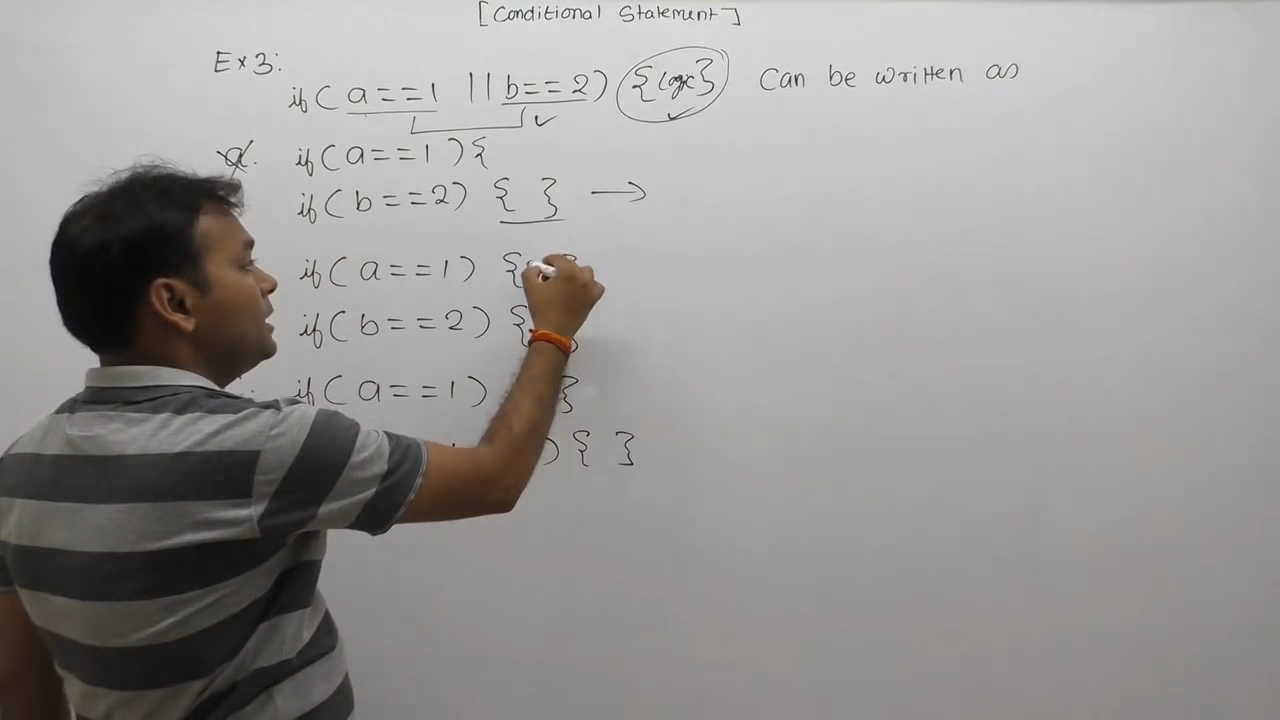 [Conditional Statement]
Ex 3:
if( a==1 || b==2) {logic} Can be written as
a. if( a==1 ){
if( b==2) { }
if( a==1) {
if( b==2) {
if( a==1) }
) { }